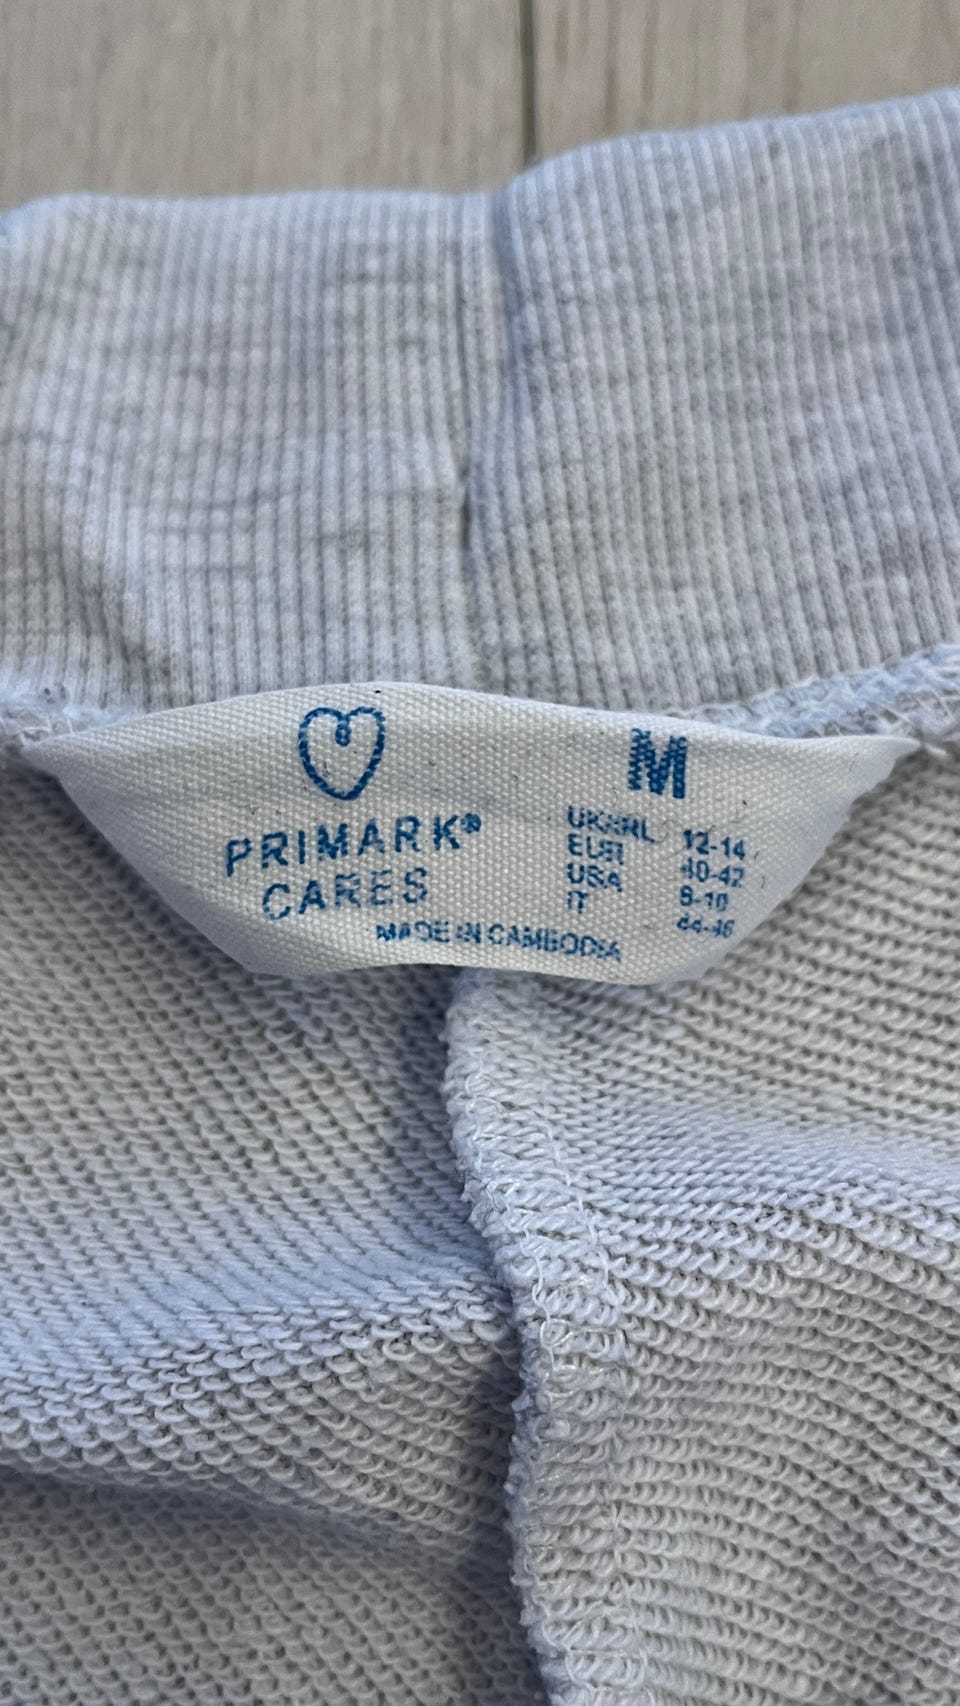 PRIMARK®
CARES
M
UK/IRL 12-14
EUR 40-42
USA 8-10
IT 44-46
MADE IN CAMBODIA